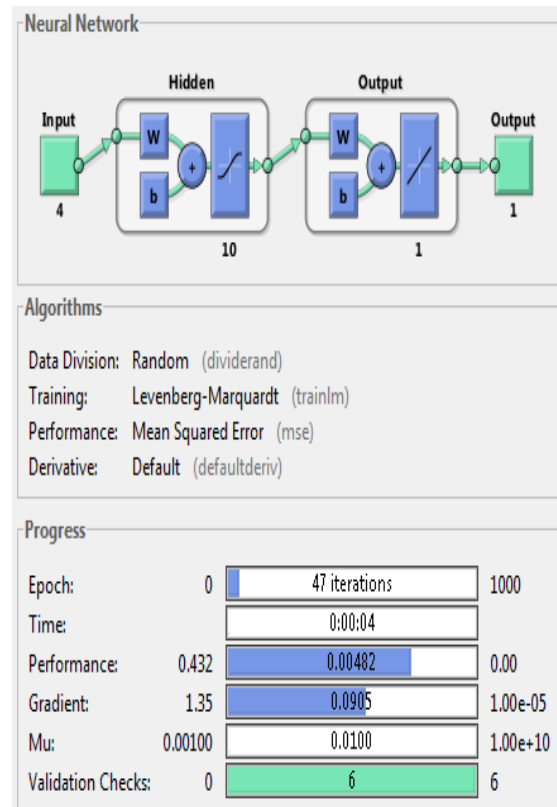 Neural Network
Hidden Output
Input Output
W W
b b
+ +
4 10 1 1
Algorithms
Data Division: Random (dividerand)
Training: Levenberg-Marquardt (trainlm)
Performance: Mean Squared Error (mse)
Derivative: Default (defaultderiv)
Progress
Epoch: 0 47 iterations 1000
Time: 0:00:04
Performance: 0.432 0.00482 0.00
Gradient: 1.35 0.0905 1.00e-05
Mu: 0.00100 0.0100 1.00e+10
Validation Checks: 0 6 6